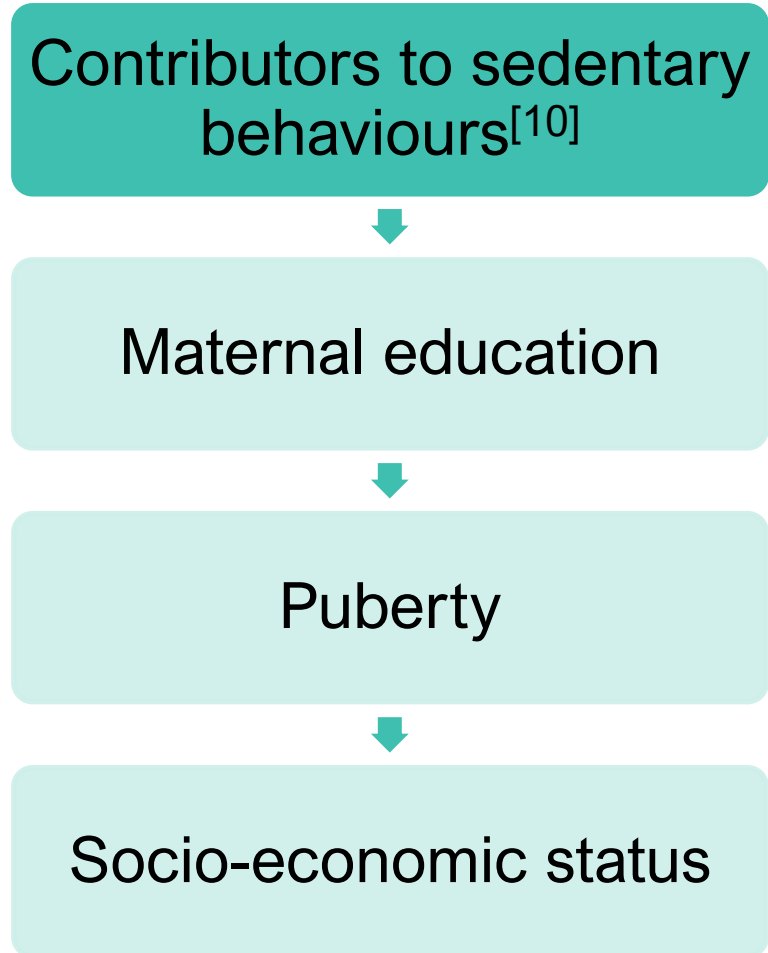 Contributors to sedentary
behaviours[10]
Maternal education
Puberty
Socio-economic status